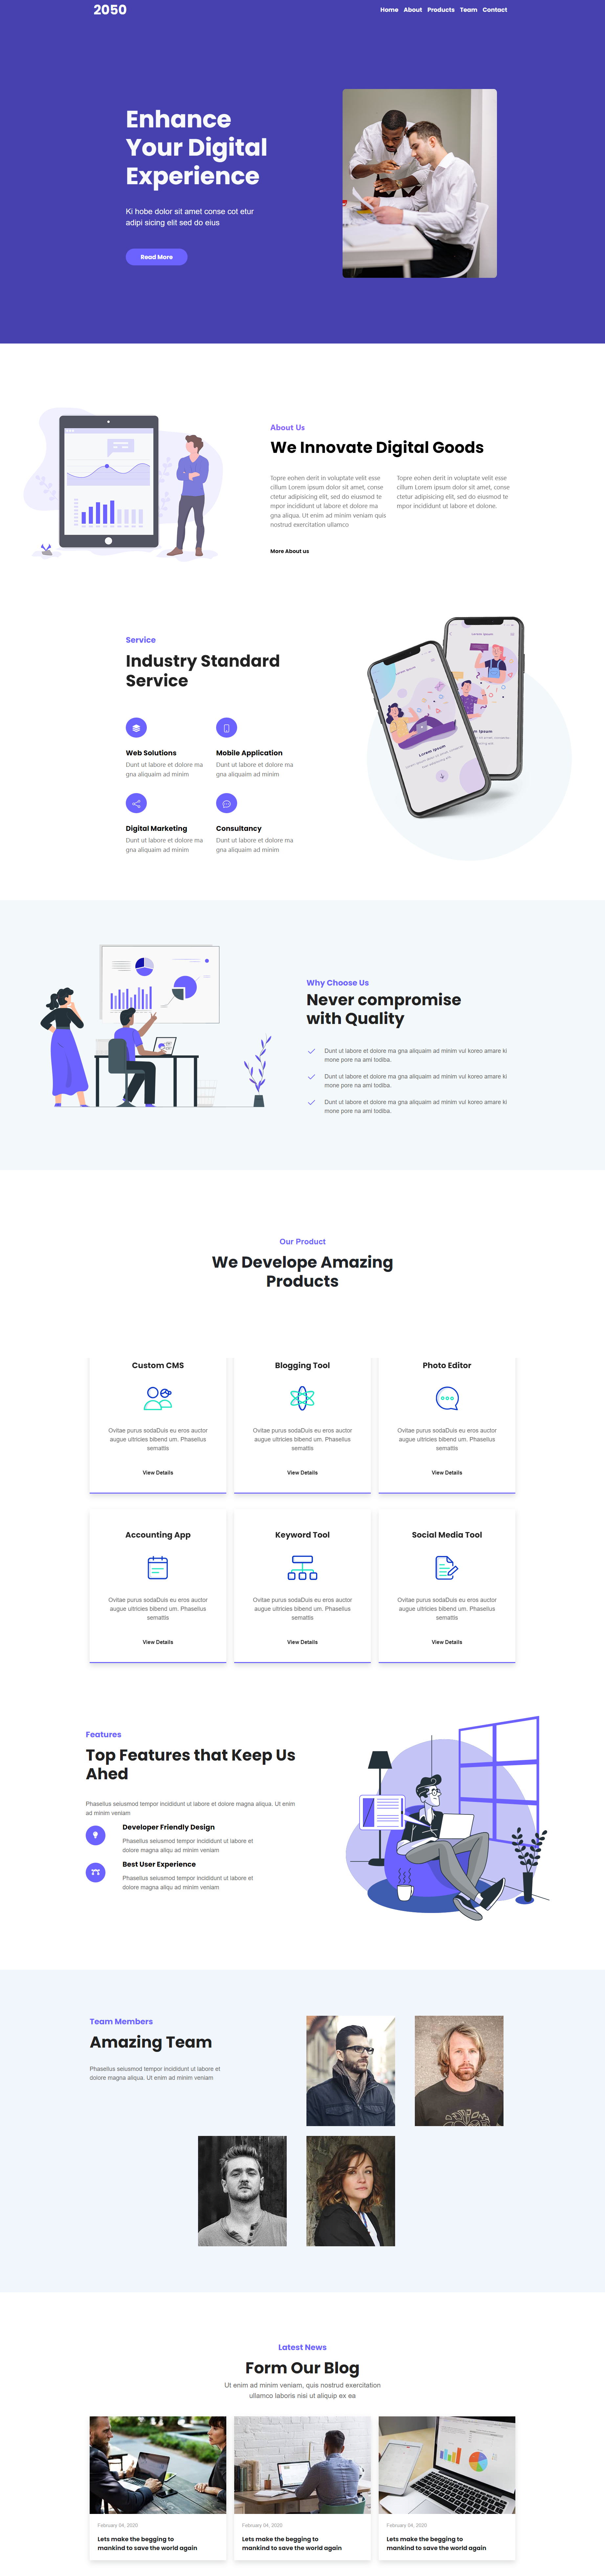 2050
Home About Products Team Contact
Enhance
Your Digital
Experience
Ki hobe dolor sit amet conse cot etur
adipi sicing elit sed do eius
Read More
About Us
We Innovate Digital Goods
Topre exhen derit in voluptate velit esse
cillum Lorem ipsum dolor sit amet, conse
ctetur adipisicing elit, sed do eiusmod te
mpor incididunt ut labore et dolore ma
gna aliqua. Ut enim ad minim veniam quis
nostrud exercitation ullamco
Topre eohen derit in voluptate velit esse
cillum Lorem ipsum dolor sit amet, conse
ctetur adipisicing elit, sed do eiusmod te
mpor incididunt ut labore et dolone.
More About us
Service
Industry Standard
Service
Web Solutions
Dunt ut labore et dolore ma
gna aliquaim ad minim
Mobile Application
Dunt ut labore et dolore ma
gna aliquaim ad minim
Digital Marketing
Dunt ut labore et dolore ma
gna aliquaim ad minim
Consultancy
Dunt ut labore et dolore ma
gna aliquaim ad minim
Lorem Ipsum
Why Choose Us
Never compromise
with Quality
Dunt ut labore et dolore ma gna aliquaim ad minim vui koreo amare ki
mone pore na ami todiba.
Dunt ut labore et dolore ma gna aliquaim ad minim vui koreo amare ki
mone pore na ami todiba.
Dunt ut labore et dolore ma gna aliquaim ad minim vui koreo amare ki
mone pore na ami todiba.
Our Product
We Develope Amazing
Products
Custom CMS
Ovitae purus sodaDuis eu eros auctor
augue ultricies bibend um. Phasellus
semattis
View Details
Blogging Tool
Ovitae purus sodaDuis eu eros auctor
augue ultricies bibend um. Phasellus
semattis
View Details
Photo Editor
Ovitae purus sodaDuis eu eros auctor
augue ultricies bibend um. Phasellus
semattis
View Details
Accounting App
Ovitae purus sodaDuis eu eros auctor
augue ultricies bibend um. Phasellus
semattis
View Details
Keyword Tool
Ovitae purus sodaDuis eu eros auctor
augue ultricies bibend um. Phasellus
semattis
View Details
Social Media Tool
Ovitae purus sodaDuis eu eros auctor
augue ultricies bibend um. Phasellus
semattis
View Details
Features
Top Features that Keep Us
Ahed
Phasellus seiusmod tempor incididunt ut labore et dolore magna aliqua. Ut enim
ad minim veniam
Developer Friendly Design
Phasellus seiusmod tempor incididunt ut labore et
dolore magna aliqu ad minim veniam
Best User Experience
Phasellus seiusmod tempor incididunt ut labore et
dolore magna aliqu ad minim veniam
Team Members
Amazing Team
Phasellus seiusmod tempor incididunt ut labore et
dolore magna aliqua. Ut enim ad minim veniam
Latest News
Form Our Blog
Ut enim ad minim veniam, quis nostrud exercitation
ullamco laboris nisi ut aliquip ex ea
February 04, 2020
Lets make the begging to
mankind to save the world again
February 04, 2020
Lets make the begging to
mankind to save the world again
February 04, 2020
Lets make the begging to
mankind to save the world again